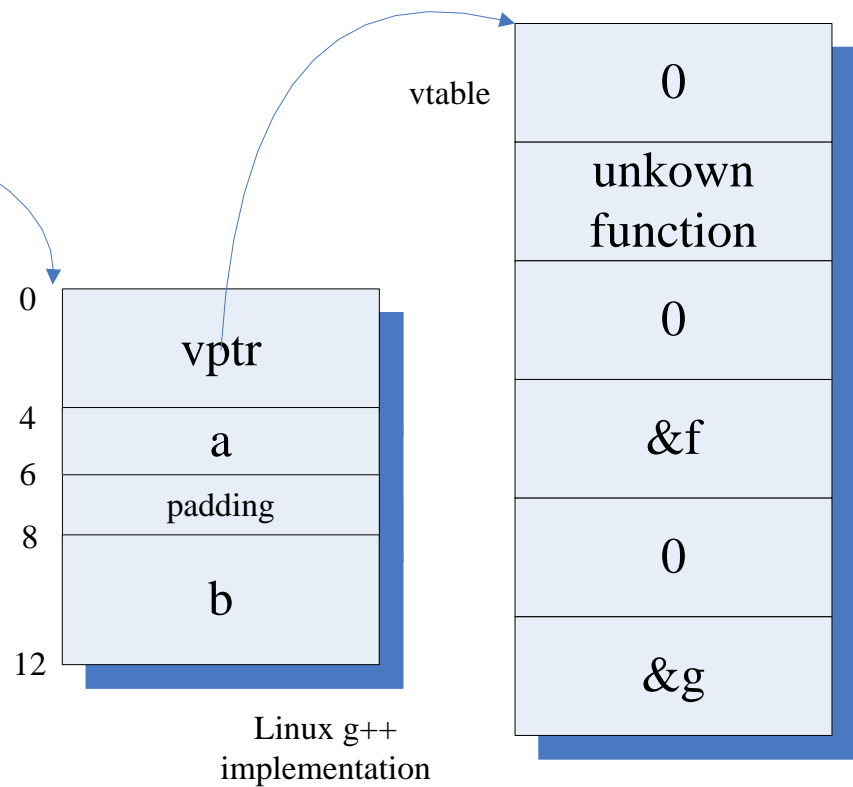 vtable
0
unkown
function
0
&f
0
&g
0
vptr
4
a
6
padding
8
b
12
Linux g++
implementation